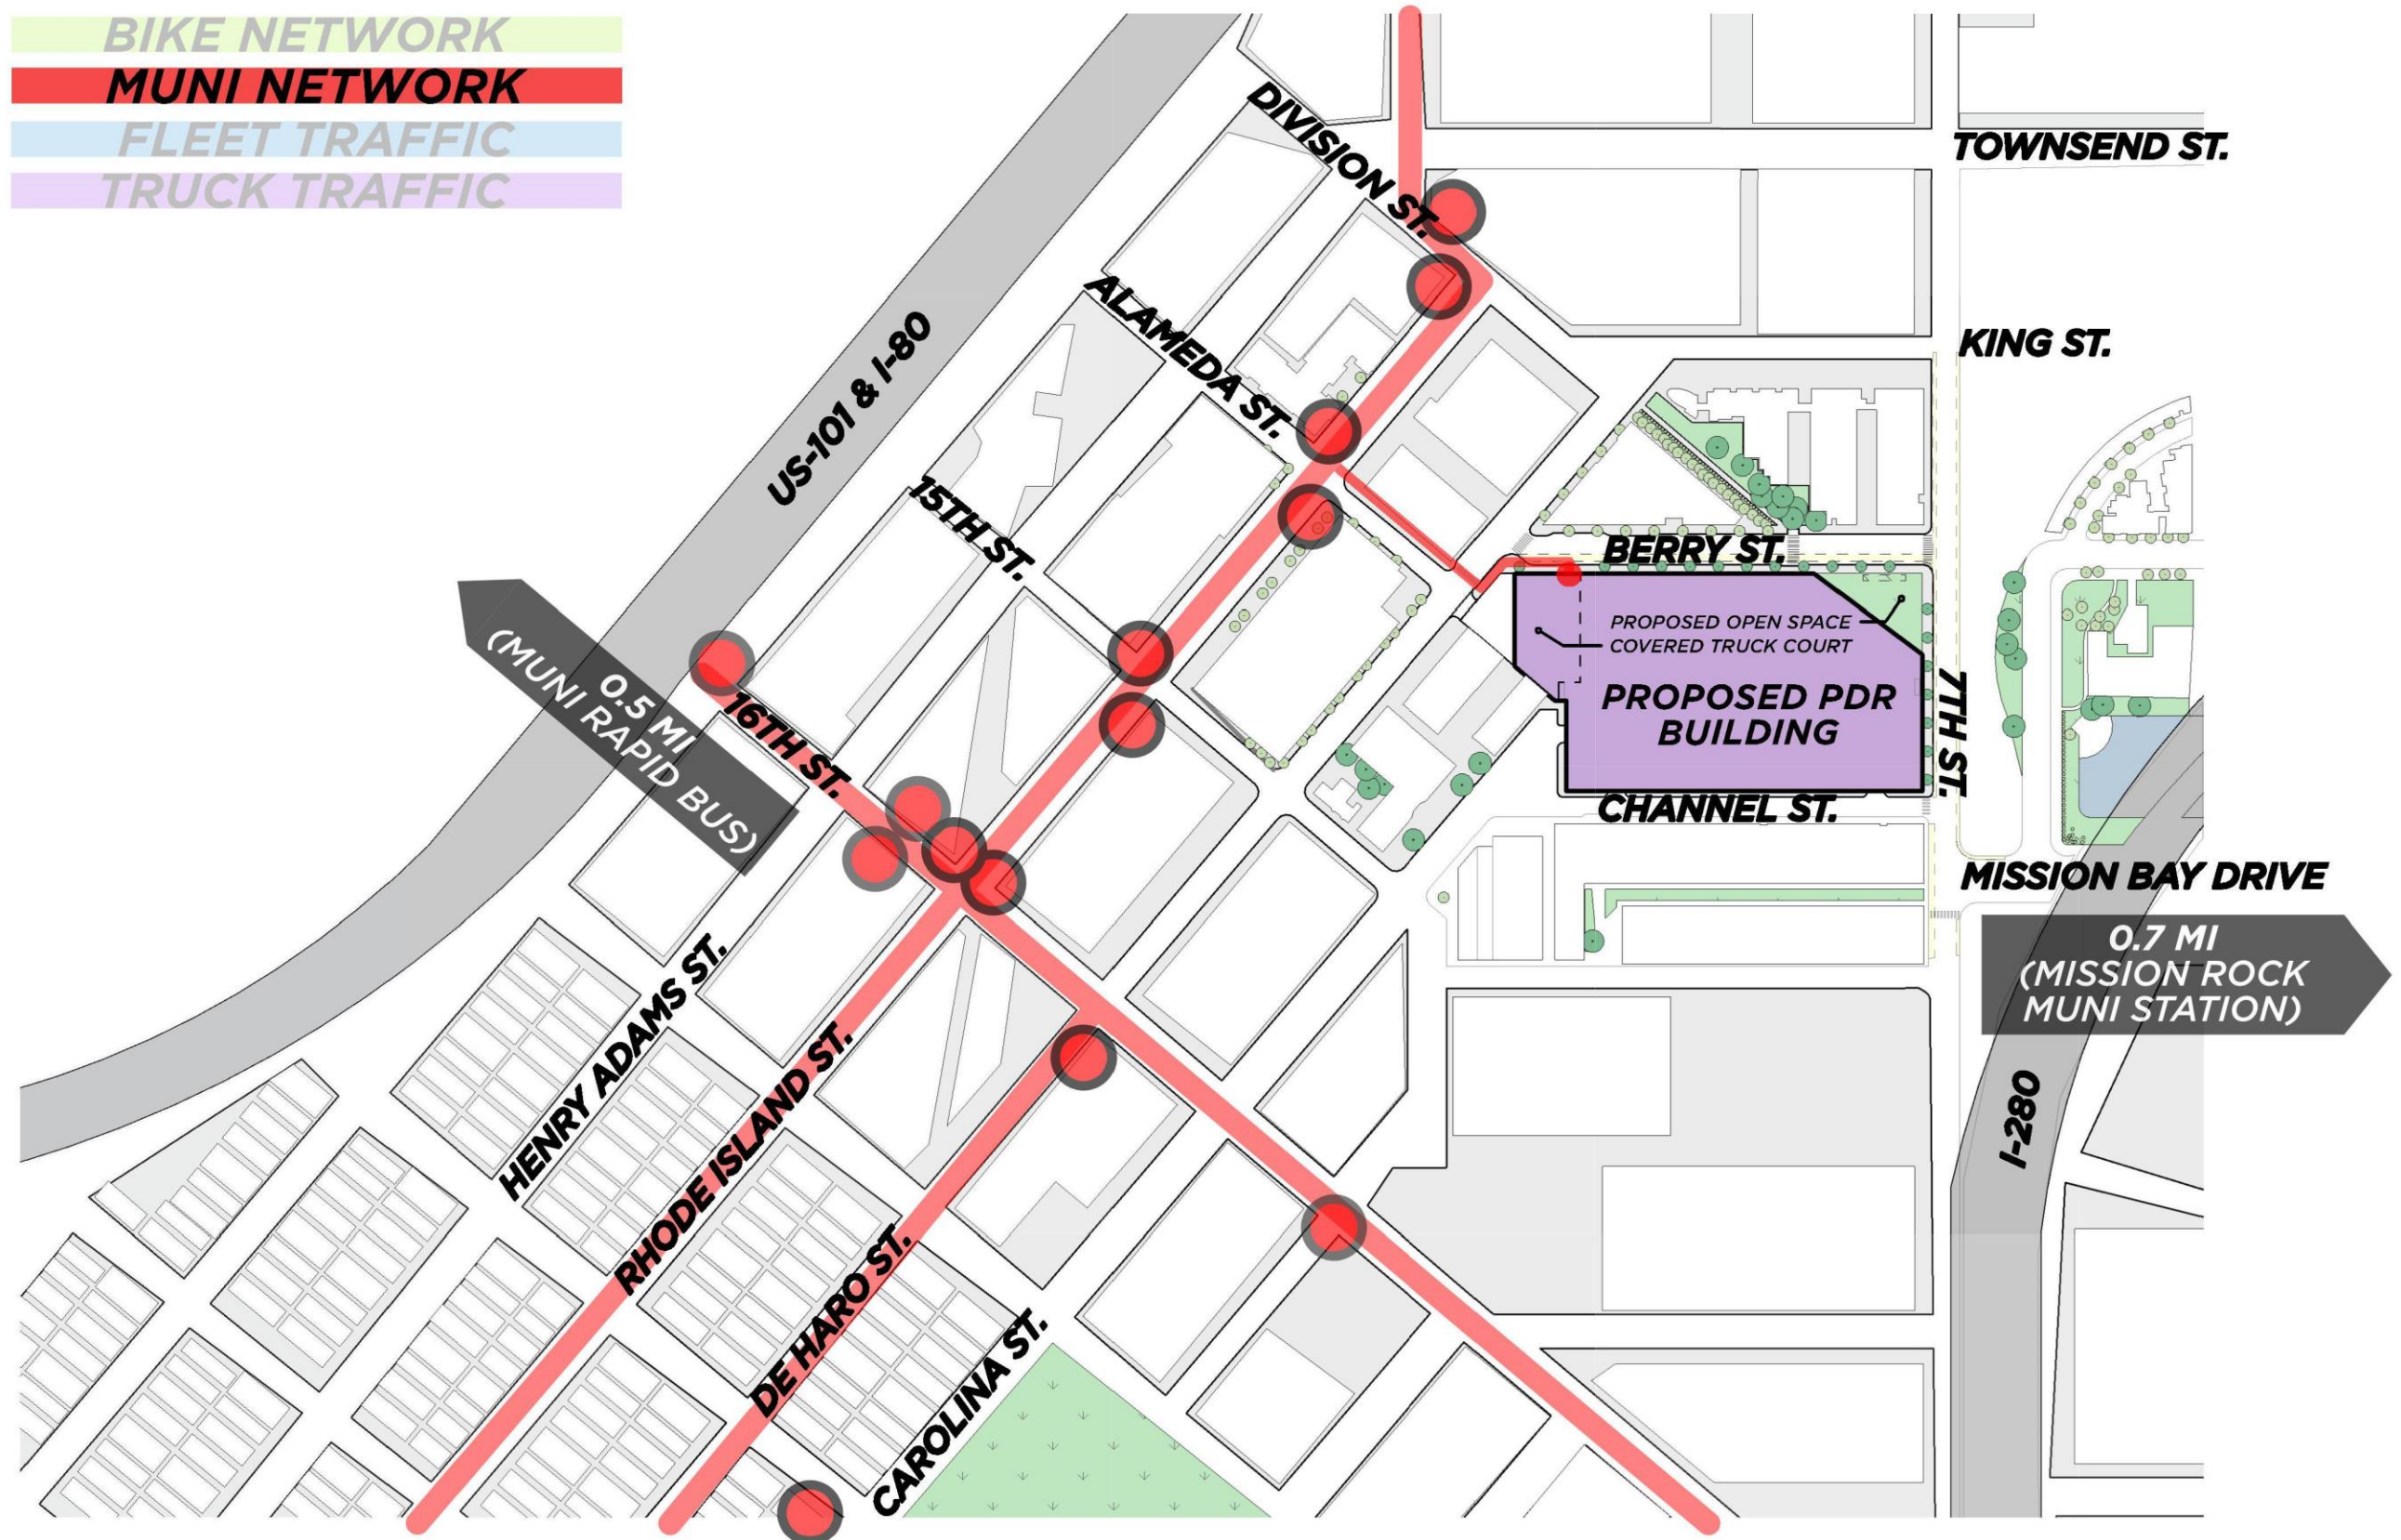 BIKE NETWORK
MUNI NETWORK
FLEET TRAFFIC
TRUCK TRAFFIC
DIVISION ST.
TOWNSEND ST.
ALAMEDA ST.
KING ST.
US-101 & I-80
15TH ST.
BERRY ST.
PROPOSED OPEN SPACE
COVERED TRUCK COURT
PROPOSED PDR
BUILDING
7TH ST.
0.5 MI
(MUNI RAPID BUS)
16TH ST.
CHANNEL ST.
MISSION BAY DRIVE
0.7 MI
(MISSION ROCK
MUNI STATION)
HENRY ADAMS ST.
RHODE ISLAND ST.
DE HARO ST.
CAROLINA ST.
I-280